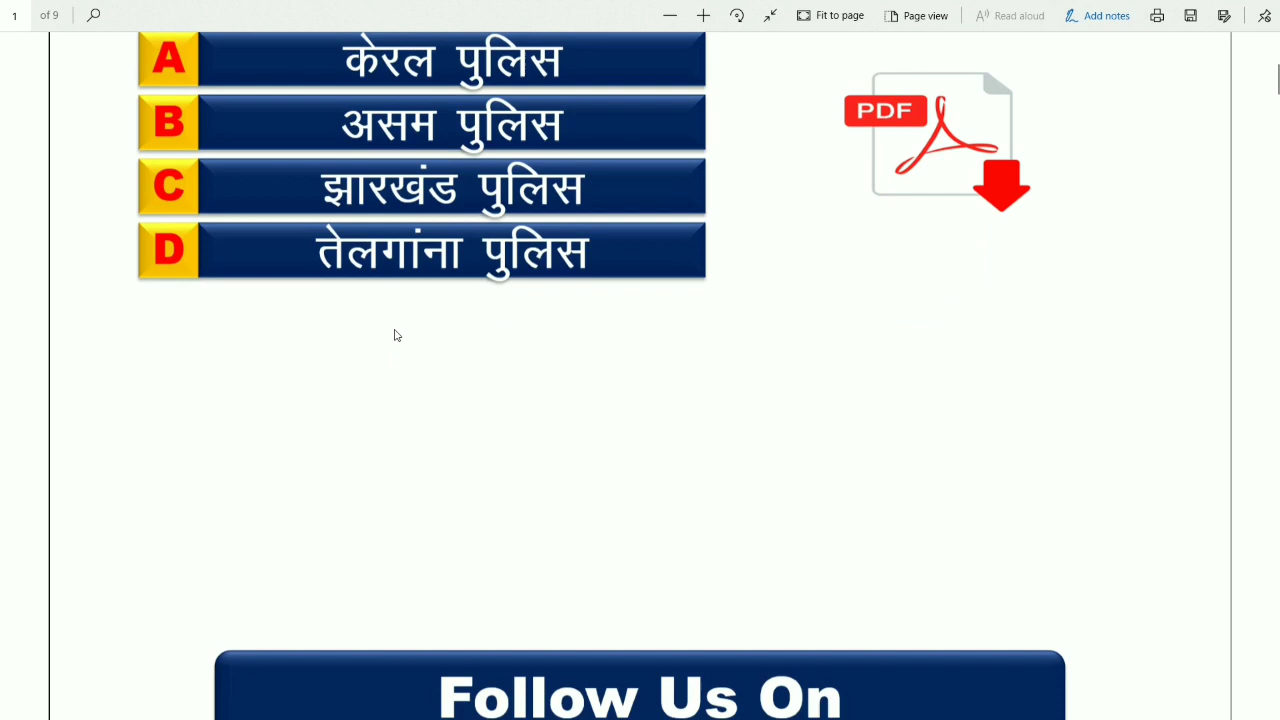 1 of 9 Fit to page Page view Read aloud Add notes
A केरल पुलिस
PDF
B असम पुलिस
C झारखंड पुलिस
D तेलगांना पुलिस
Follow Us On